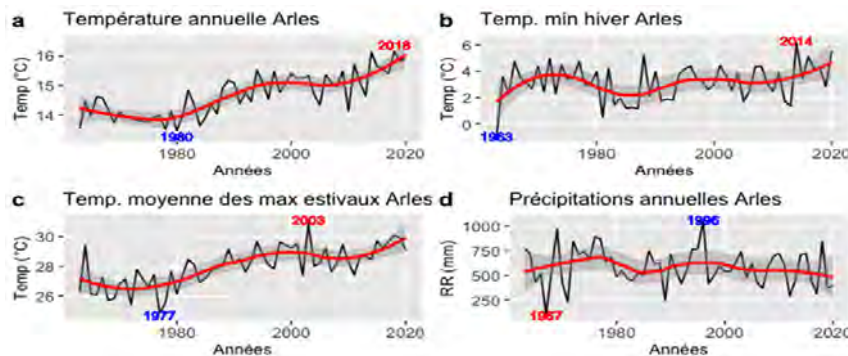 a Température annuelle Arles
2018
16
15
14
Temp (°C)
1980
1980 2000 2020
Années
b Temp. min hiver Arles
2014
6
4
2
0
Temp (°C)
1963
1980 2000 2020
Années
c Temp. moyenne des max estivaux Arles
2003
30
28
26
Temp (°C)
1977
1980 2000 2020
Années
d Précipitations annuelles Arles
1996
1000
750
500
250
RR (mm)
1967
1980 2000 2020
Années